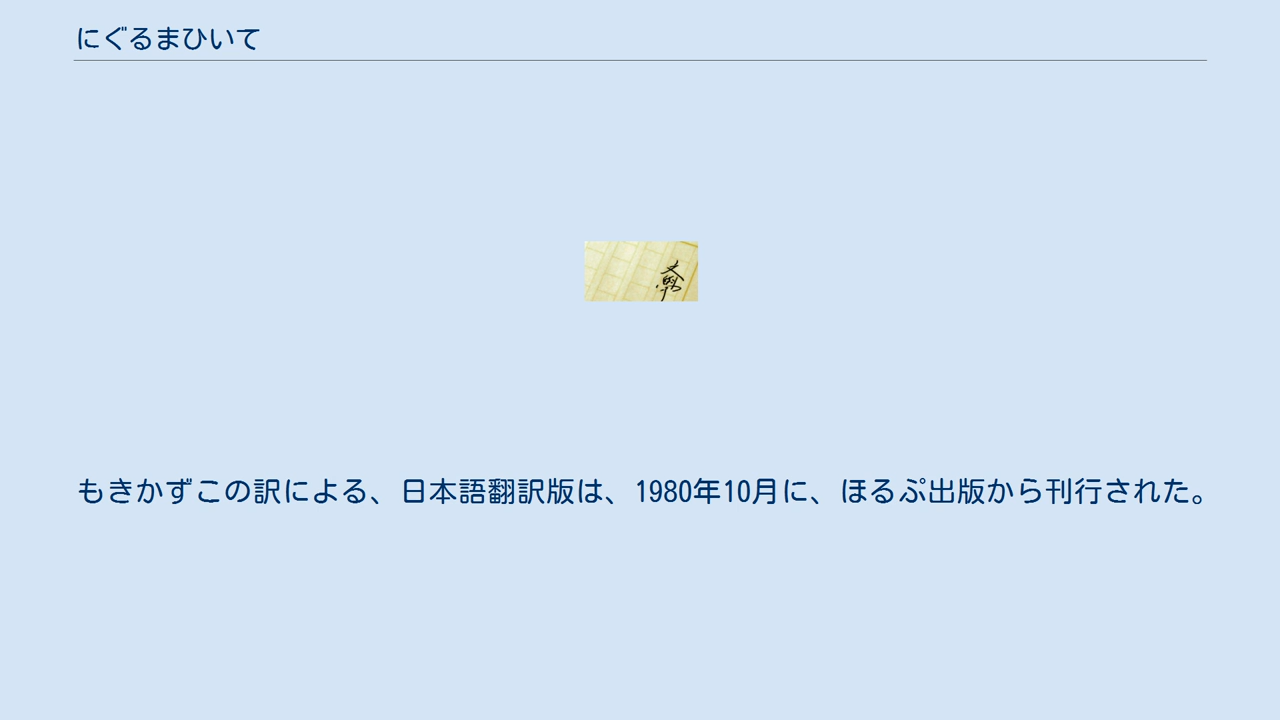 にぐるまひいて
もきかずこの訳による、日本語翻訳版は、1980年10月に、ほるぷ出版から刊行された。